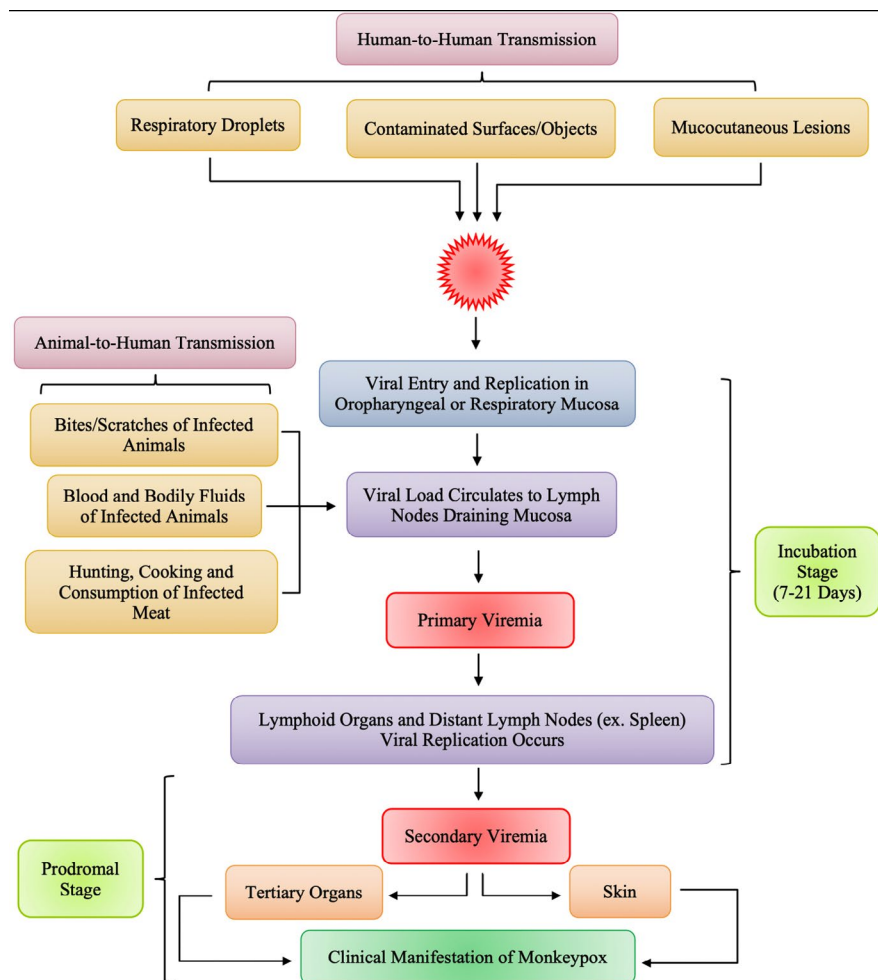 Human-to-Human Transmission
Respiratory Droplets
Contaminated Surfaces/Objects
Mucocutaneous Lesions
Animal-to-Human Transmission
Viral Entry and Replication in
Oropharyngeal or Respiratory Mucosa
Bites/Scratches of Infected
Animals
Blood and Bodily Fluids
of Infected Animals
Viral Load Circulates to Lymph
Nodes Draining Mucosa
Hunting, Cooking and
Consumption of Infected
Meat
Incubation
Stage
(7-21 Days)
Primary Viremia
Lymphoid Organs and Distant Lymph Nodes (ex. Spleen)
Viral Replication Occurs
Secondary Viremia
Prodromal
Stage
Tertiary Organs
Skin
Clinical Manifestation of Monkeypox